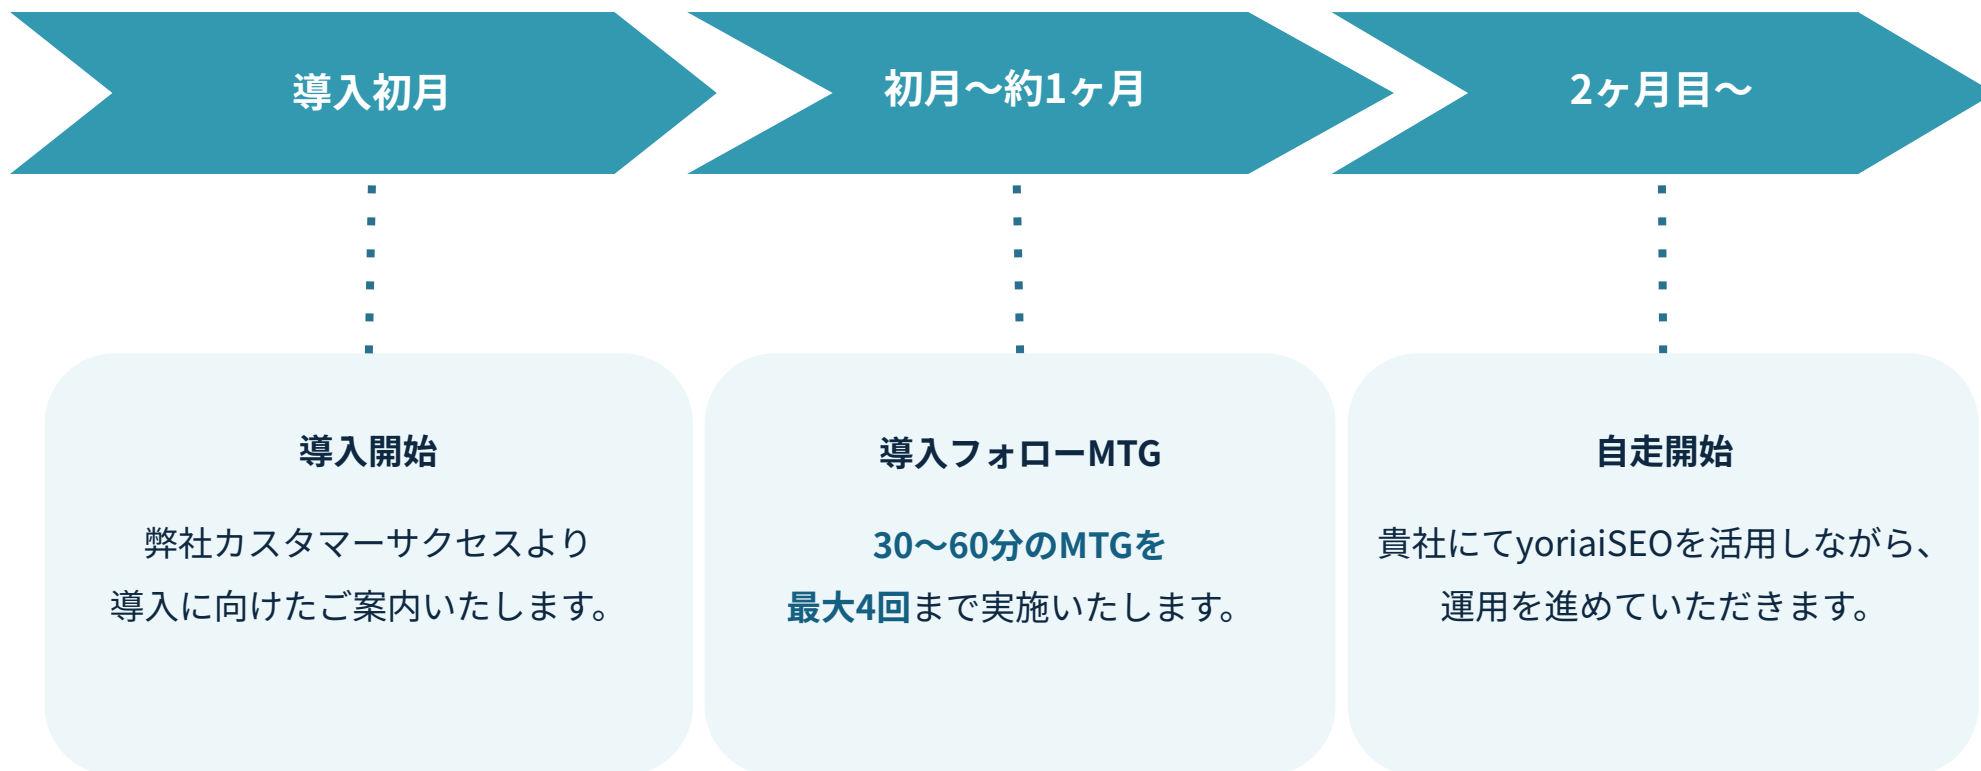 導入初月
初月〜約1ヶ月
2ヶ月目〜
導入開始
弊社カスタマーサクセスより
導入に向けたご案内いたします。
導入フォローMTG
30〜60分のMTGを
最大4回まで実施いたします。
自走開始
貴社にてyoriaiSEOを活用しながら、
運用を進めていただきます。